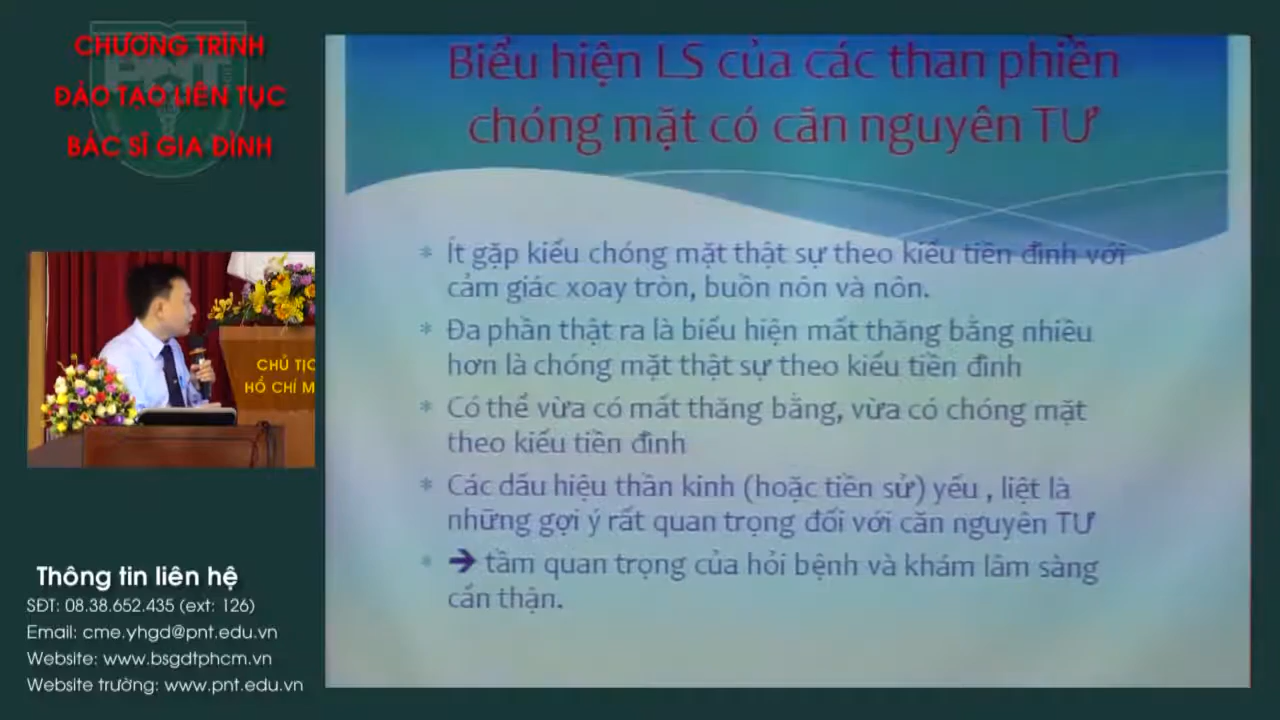 CHƯƠNG TRÌNH
ĐÀO TẠO LIÊN TỤC
BÁC SĨ GIA ĐÌNH
PNT
CHỦ TỊC
HỒ CHÍ M
Thông tin liên hệ
SĐT: 08.38.652.435 (ext: 126)
Email: cme.yhgd@pnt.edu.vn
Website: www.bsgdtphcm.vn
Website trường: www.pnt.edu.vn
Biểu hiện LS của các than phiền
chóng mặt có căn nguyên TƯ
* Ít gặp kiểu chóng mặt thật sự theo kiểu tiền đình với
cảm giác xoay tròn, buồn nôn và nôn.
* Đa phần thật ra là biểu hiện mất thăng bằng nhiều
hơn là chóng mặt thật sự theo kiểu tiền đình
* Có thể vừa có mất thăng bằng, vừa có chóng mặt
theo kiểu tiền đình
* Các dấu hiệu thần kinh (hoặc tiền sử) yếu , liệt là
những gợi ý rất quan trọng đối với căn nguyên TƯ
* ➔ tầm quan trọng của hỏi bệnh và khám lâm sàng
cẩn thận.